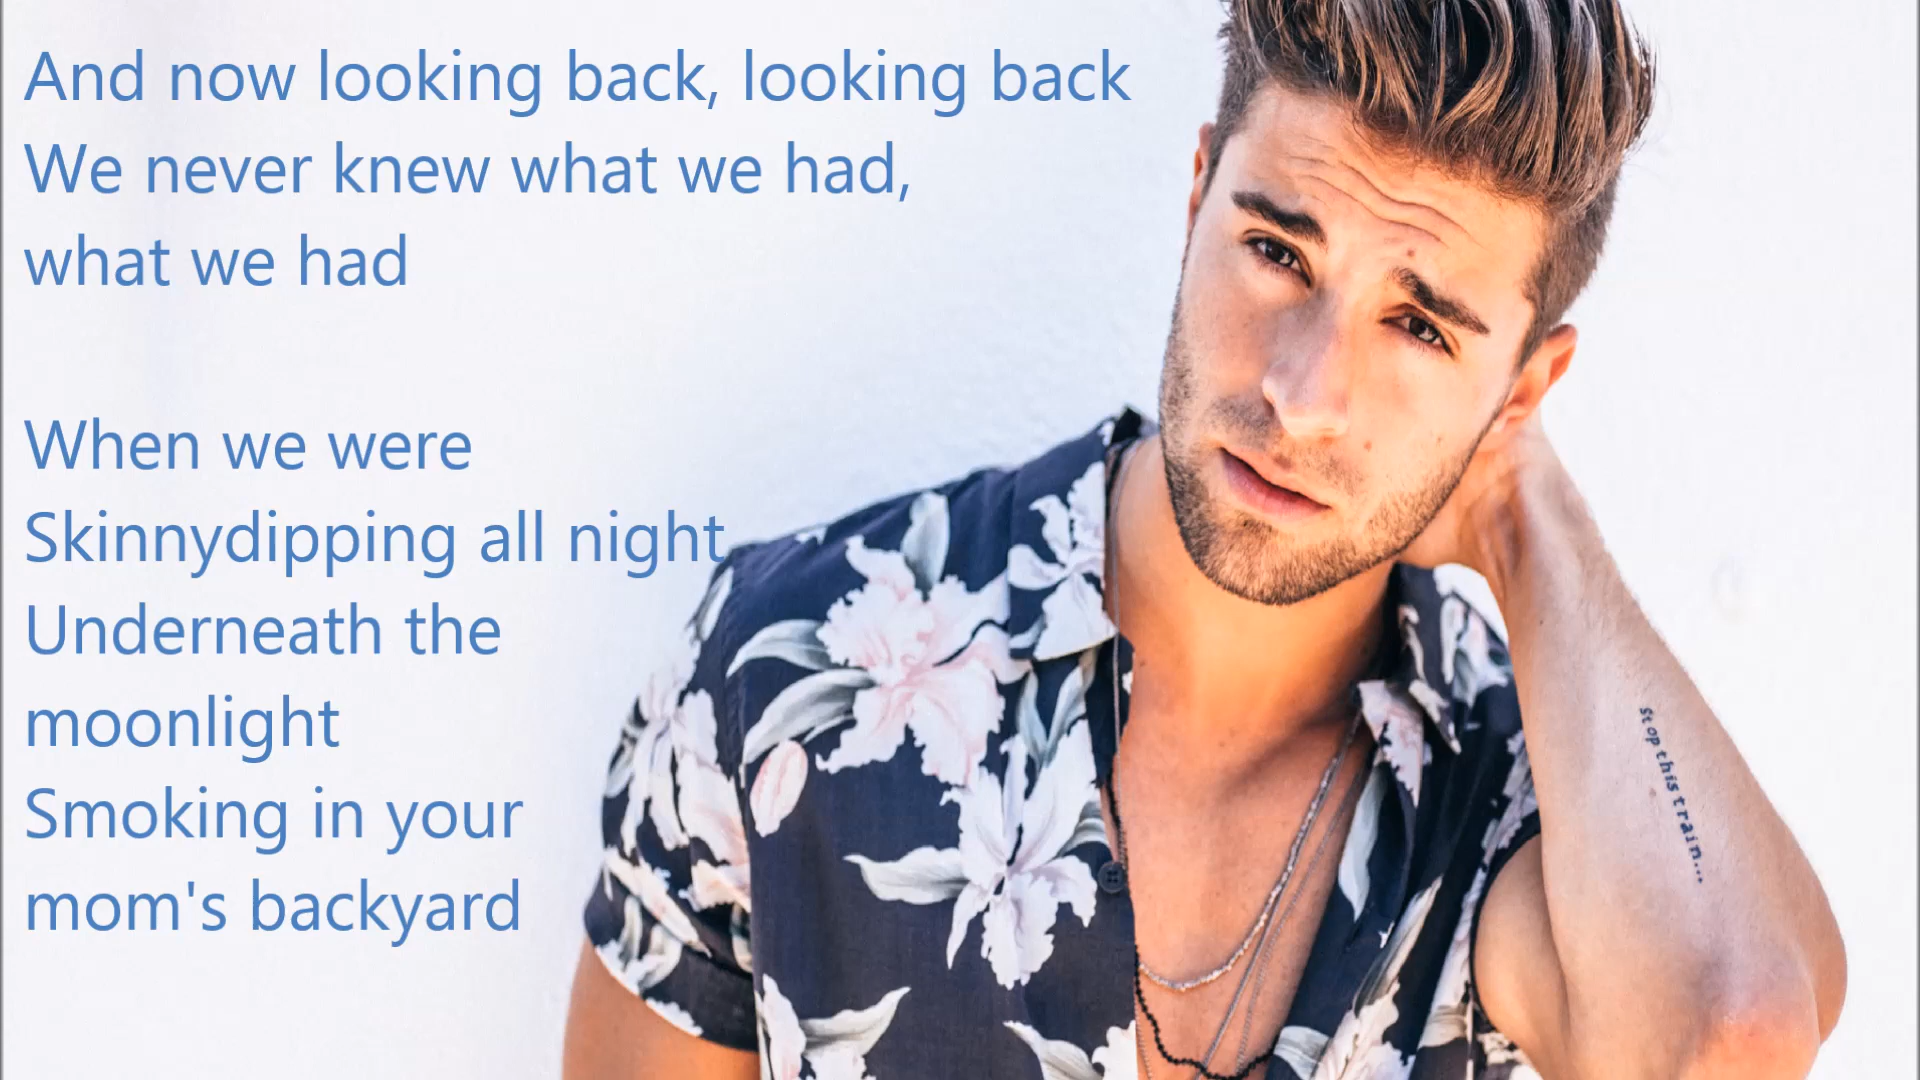 And now looking back, looking back
We never knew what we had,
what we had
When we were
Skinnydipping all night
Underneath the
moonlight
Smoking in your
mom's backyard
Stop this train...